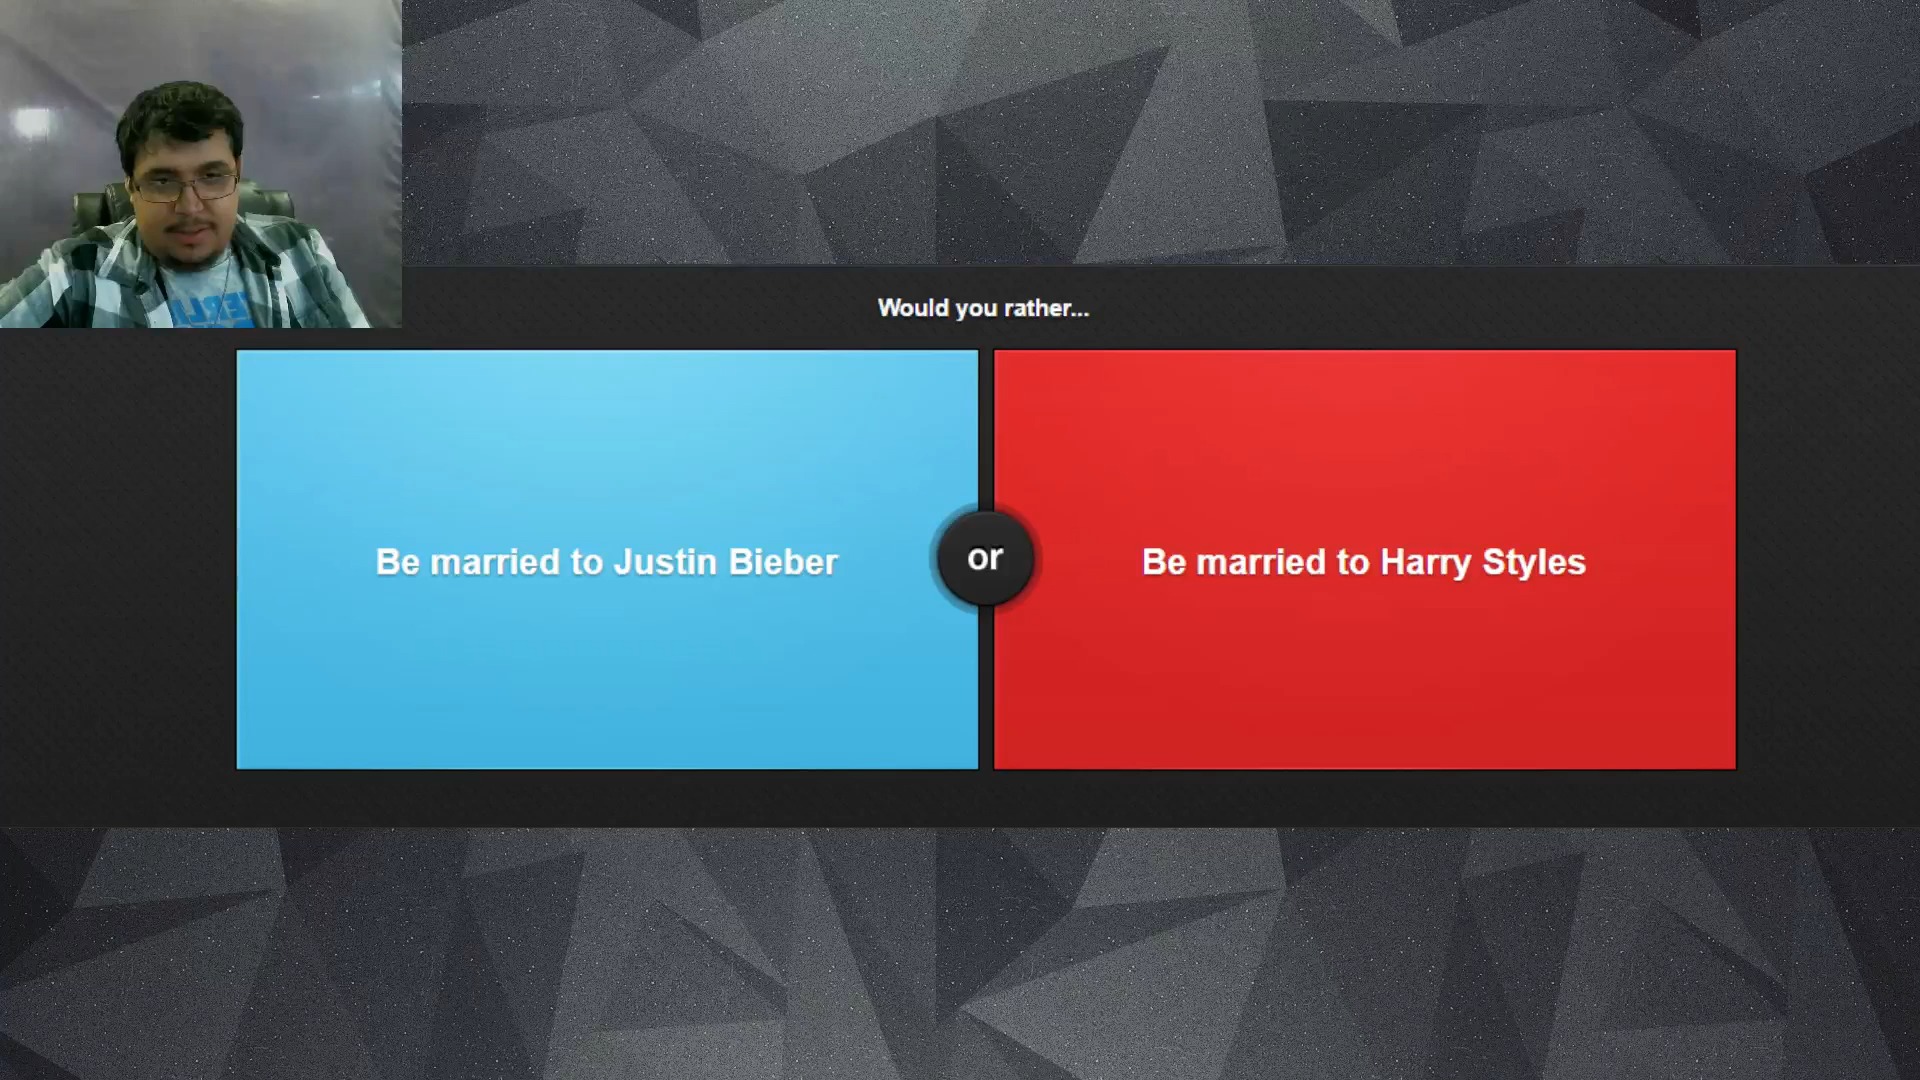 Would you rather...
Be married to Justin Bieber
or
Be married to Harry Styles